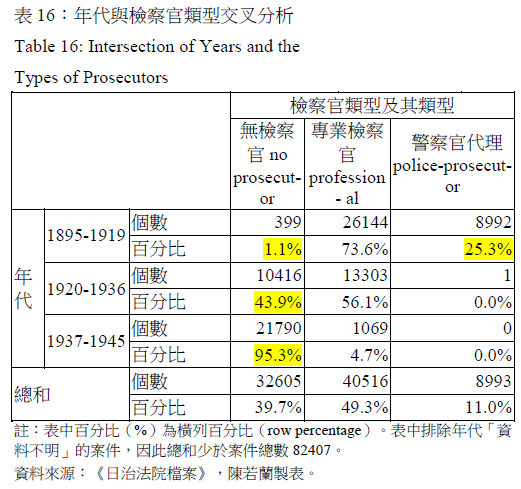 表 16：年代與檢察官類型交叉分析
Table 16: Intersection of Years and the
Types of Prosecutors
檢察官類型及其類型
無檢察 專業檢察 警察官代理
官 no 官 police-prosecut-
prosecut- profession or
or - al
1895-1919 個數 399 26144 8992
百分比 1.1% 73.6% 25.3%
年代 1920-1936 個數 10416 13303 1
百分比 43.9% 56.1% 0.0%
1937-1945 個數 21790 1069 0
百分比 95.3% 4.7% 0.0%
總和 個數 32605 40516 8993
百分比 39.7% 49.3% 11.0%
註：表中百分比（%）為橫列百分比（row percentage）。表中排除年代「資
料不明」的案件，因此總和少於案件總數 82407。
資料來源：《日治法院檔案》，陳若蘭製表。